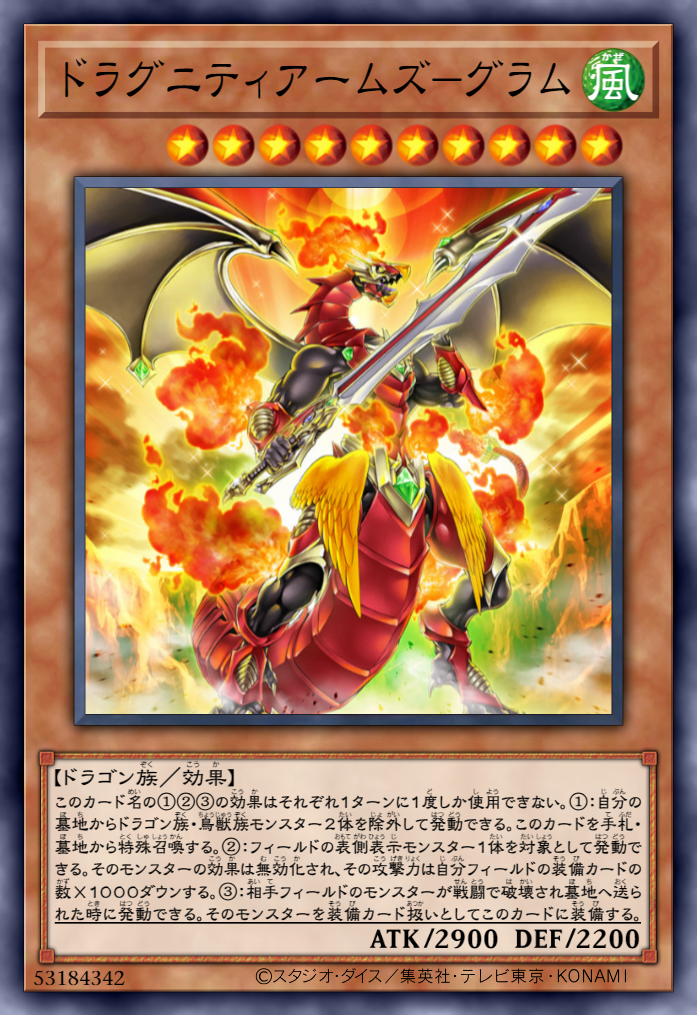 ドラグニティアームズ－グラム
風
かぜ
【ドラゴン族／効果】
このカード名の①②③の効果はそれぞれ1ターンに1度しか使用できない。①：自分の
墓地からドラゴン族・鳥獣族モンスター2体を除外して発動できる。このカードを手札・
墓地から特殊召喚する。②：フィールドの表側表示モンスター1体を対象として発動で
きる。そのモンスターの効果は無効化され、その攻撃力は自分フィールドの装備カードの
数×1000ダウンする。③：相手フィールドのモンスターが戦闘で破壊され墓地へ送ら
れた時に発動できる。そのモンスターを装備カード扱いとしてこのカードに装備する。
ATK/2900 DEF/2200
53184342 ©スタジオ・ダイス／集英社・テレビ東京・KONAMI